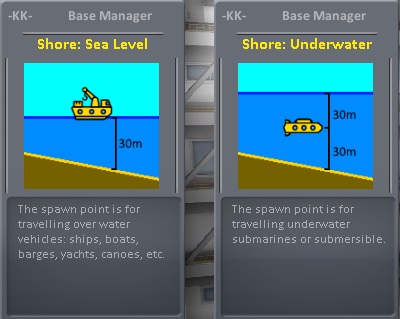 -KK- Base Manager
Shore: Sea Level
30m
The spawn point is for
travelling over water
vehicles: ships, boats,
barges, yachts, canoes, etc.
-KK- Base Manager
Shore: Underwater
30m
30m
The spawn point is for
travelling underwater
submarines or submersible.